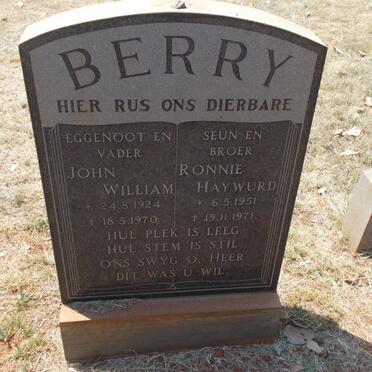 BERRY
HIER RUS ONS DIERBARE
EGGENOOT EN
VADER
JOHN
WILLIAM
* 24.8.1924
+ 18.3.1970
SEUN EN
BROER
RONNIE
HAYWURD
* 6.5.1951
+ 19.11.1971
HUL PLEK IS LEEG
HUL STEM IS STIL
ONS SWYG O, HEER
DIT WAS U WIL.